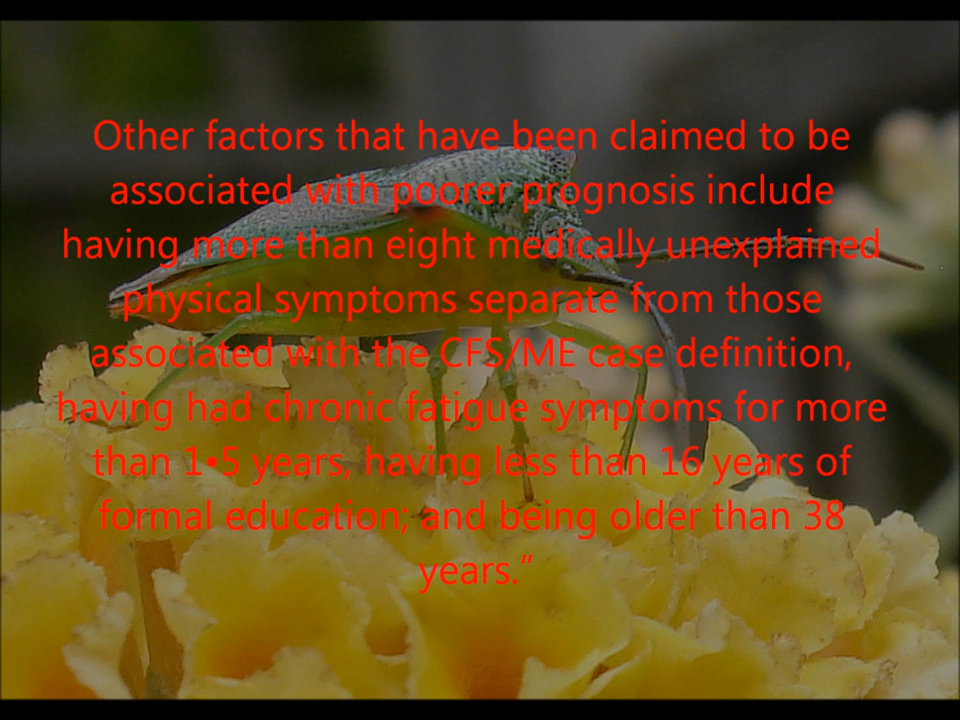 Other factors that have been claimed to be
associated with poorer prognosis include
having more than eight medically unexplained
physical symptoms separate from those
associated with the CFS/ME case definition,
having had chronic fatigue symptoms for more
than 1•5 years, having less than 16 years of
formal education; and being older than 38
years.”